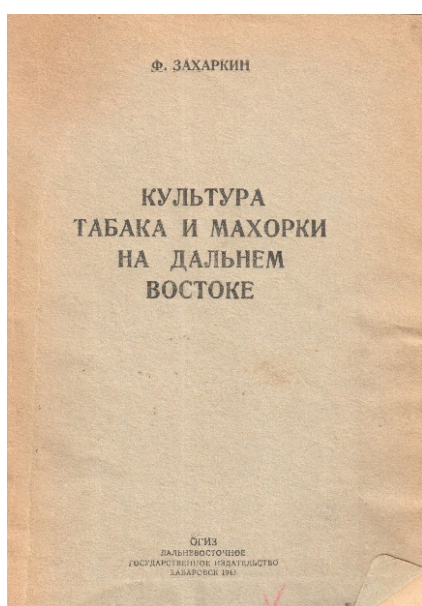 Ф. ЗАХАРКИН
КУЛЬТУРА
ТАБАКА И МАХОРКИ
НА ДАЛЬНЕМ
ВОСТОКЕ
ОГИЗ
ДАЛЬНЕВОСТОЧНОЕ
ГОСУДАРСТВЕННОЕ ИЗДАТЕЛЬСТВО
ХАБАРОВСК